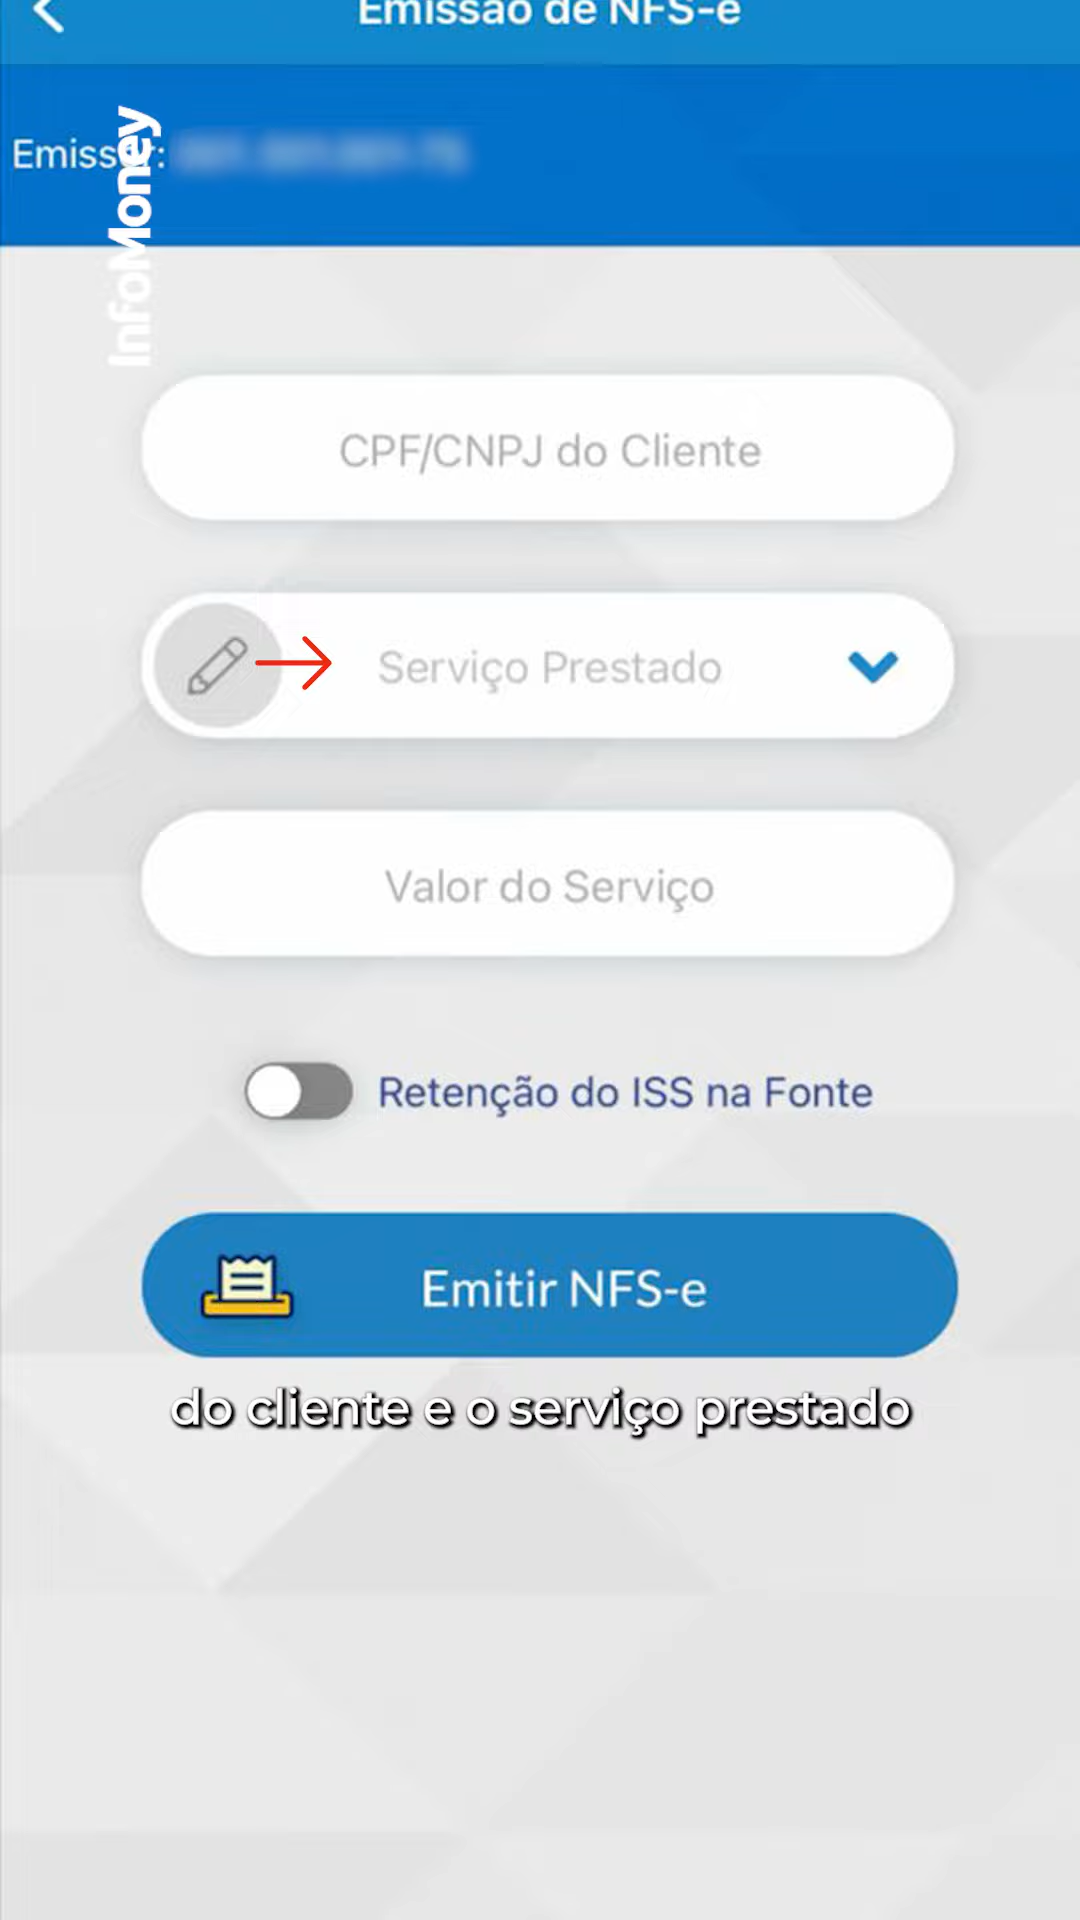 Emissão de NFS-e
Emissor:
InfoMoney
CPF/CNPJ do Cliente
Serviço Prestado
Valor do Serviço
Retenção do ISS na Fonte
Emitir NFS-e
do cliente e o serviço prestado